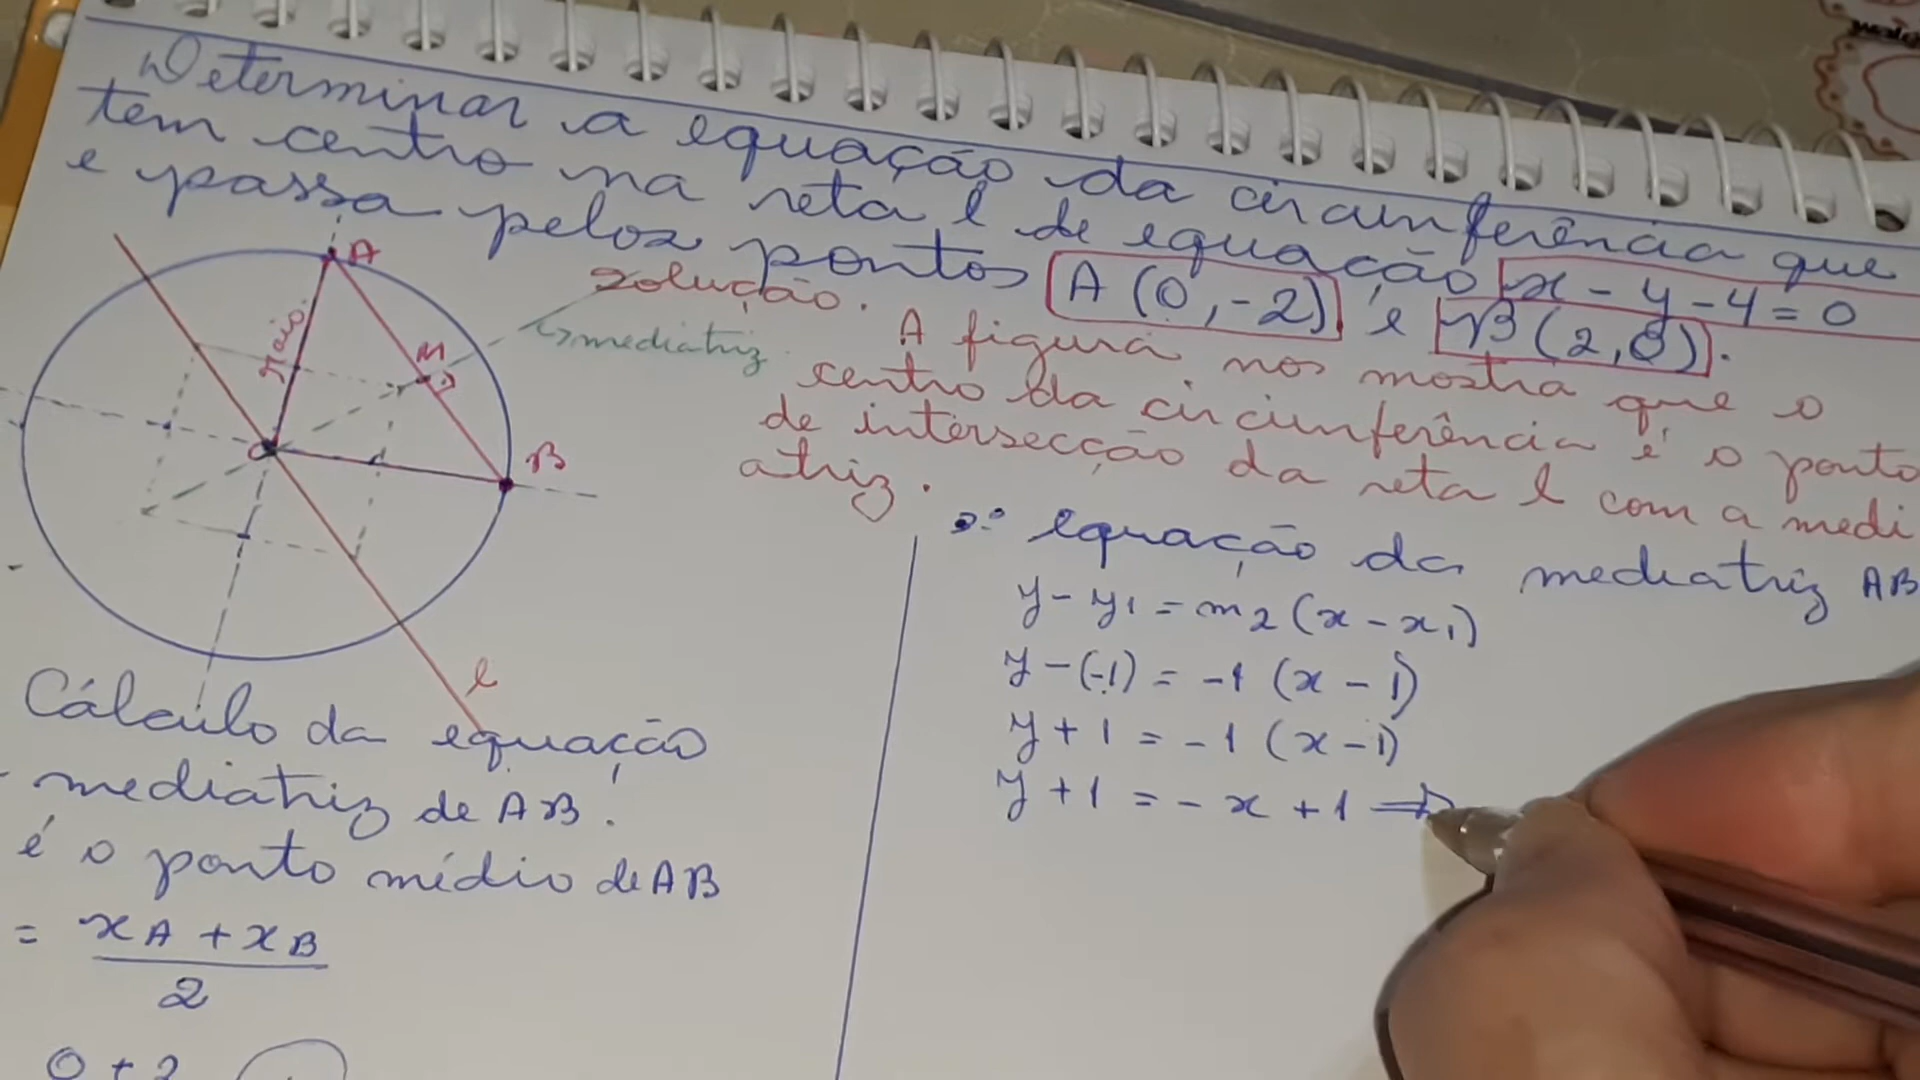 Determinar a equação da circunferência que
tem centro na reta l de equação x - y - 4 = 0
e passa pelos pontos A (0, -2) e B (2, 0).
solução.
A figura nos mostra que o
centro da circunferência é o ponto
de intersecção da reta l com a medi
atriz.
mediatriz
A
raio
M
C
B
l
Cálculo da equação
mediatriz de AB.
é o ponto médio de AB
= xA + xB
2
0 + 2
equação da mediatriz AB
y - y1 = m2 (x - x1)
y - (-1) = -1 (x - 1)
y + 1 = -1 (x - 1)
y + 1 = - x + 1 ⇒